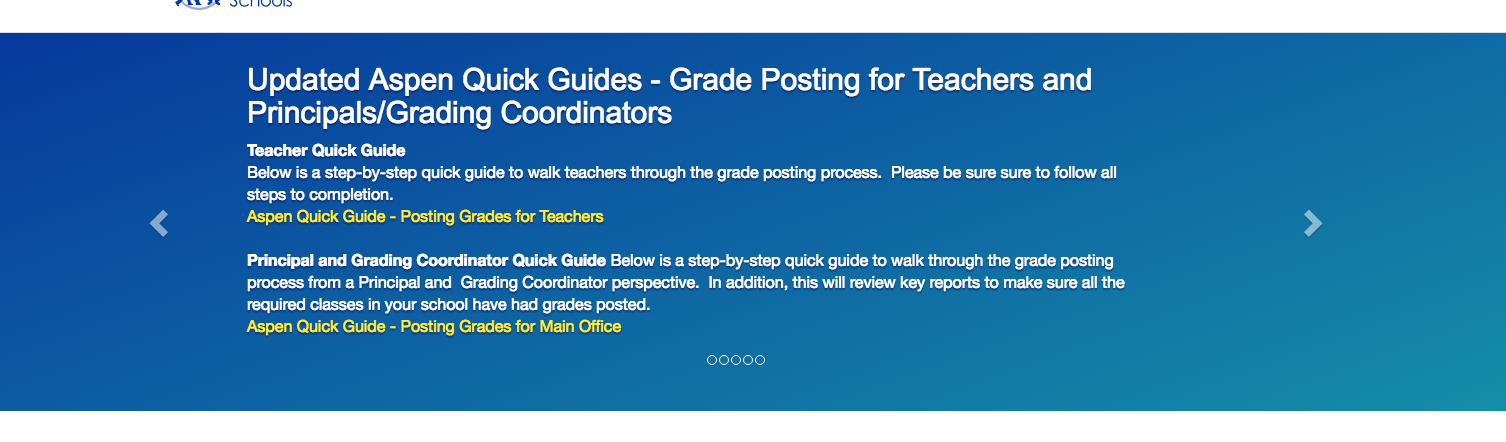 Schools
Updated Aspen Quick Guides - Grade Posting for Teachers and
Principals/Grading Coordinators
Teacher Quick Guide
Below is a step-by-step quick guide to walk teachers through the grade posting process.  Please be sure sure to follow all
steps to completion.
Aspen Quick Guide - Posting Grades for Teachers
Principal and Grading Coordinator Quick Guide Below is a step-by-step quick guide to walk through the grade posting
process from a Principal and  Grading Coordinator perspective.  In addition, this will review key reports to make sure all the
required classes in your school have had grades posted.
Aspen Quick Guide - Posting Grades for Main Office